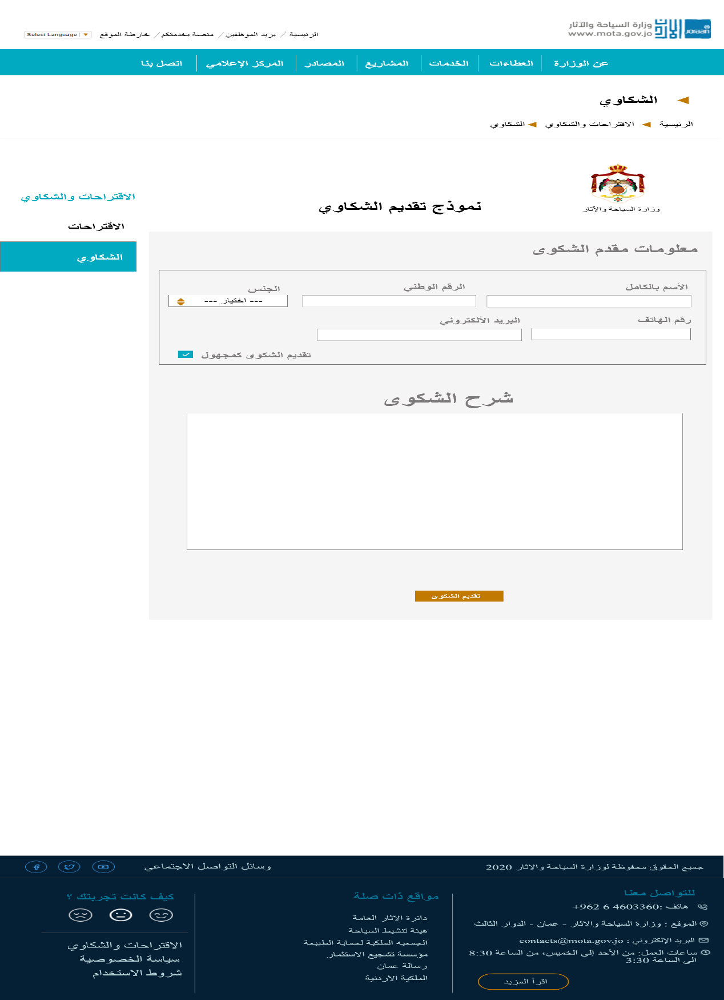 وزارة السياحة والآثار
www.mota.gov.jo
Jordan
الأردن
الرئيسية / بريد الموظفين / منصة بخدمتكم / خارطة الموقع
Select Language
عن الوزارة | العطاءات | الخدمات | المشاريع | المصادر | المركز الإعلامي | اتصل بنا
الشكاوي
الرئيسية الاقتراحات والشكاوي الشكاوي
وزارة السياحة والآثار
نموذج تقديم الشكاوي
الاقتراحات والشكاوي
الاقتراحات
الشكاوي
معلومات مقدم الشكوى
الأسم بالكامل الرقم الوطني الجنس
--- اختيار ---
رقم الهاتف البريد الألكتروني
تقديم الشكوى كمجهول
شرح الشكوى
تقديم الشكوى
جميع الحقوق محفوظة لوزارة السياحة والاثار 2020
وسائل التواصل الاجتماعي
للتواصل معنا
هاتف :4603360 6 962+
الموقع : وزارة السياحة والاثار - عمان - الدوار الثالث
البريد الإلكتروني : contacts@mota.gov.jo
ساعات العمل: من الأحد إلى الخميس، من الساعة 8:30
الى الساعة 3:30
اقرأ المزيد
مواقع ذات صلة
دائرة الاثار العامة
هيئة تنشيط السياحة
الجمعيه الملكية لحماية الطبيعة
مؤسسة تشجيع الاستثمار
رسالة عمان
الملكية الأردنية
كيف كانت تجربتك ؟
الاقتراحات والشكاوي
سياسة الخصوصية
شروط الاستخدام